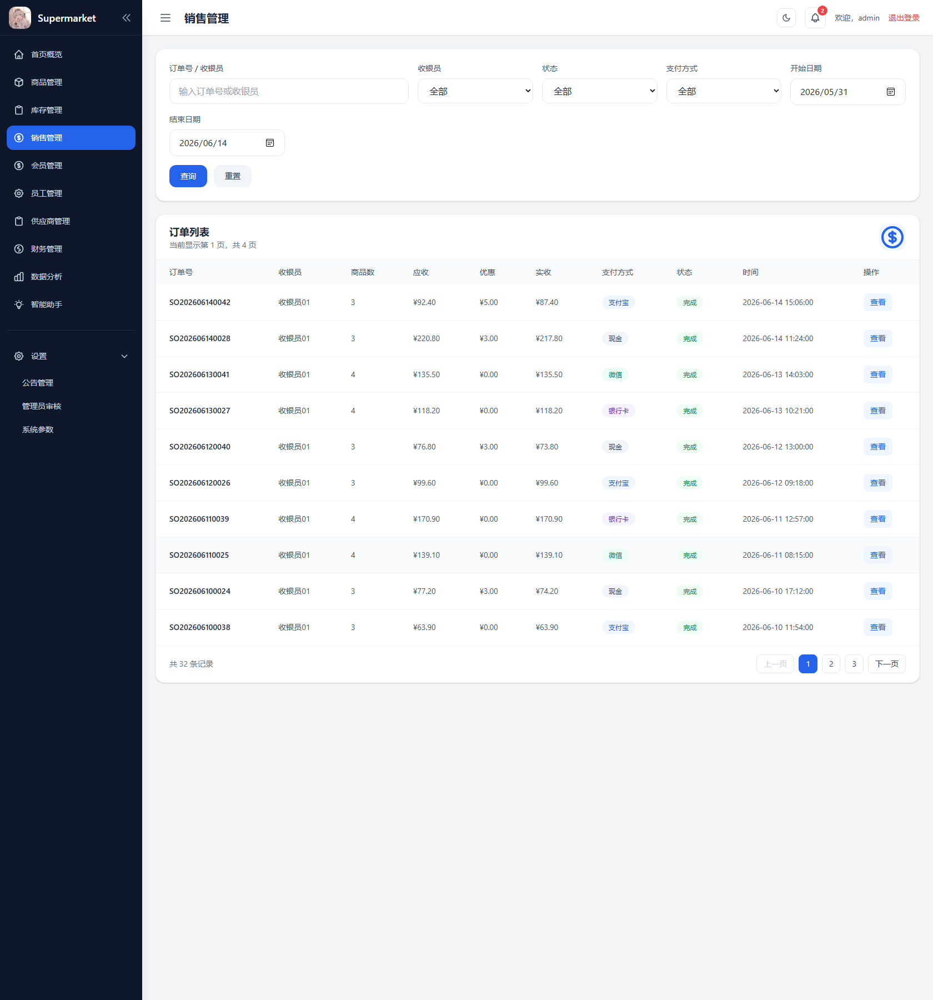 Supermarket
首页概览
商品管理
库存管理
销售管理
会员管理
员工管理
供应商管理
财务管理
数据分析
智能助手
设置
公告管理
管理员审核
系统参数
销售管理
2
欢迎，admin
退出登录
订单号 / 收银员
收银员
状态
支付方式
开始日期
输入订单号或收银员
全部
全部
全部
2026/05/31
结束日期
2026/06/14
查询
重置
订单列表
当前显示第 1 页，共 4 页
订单号 收银员 商品数 应收 优惠 实收 支付方式 状态 时间 操作
SO202606140042 收银员01 3 ¥92.40 ¥5.00 ¥87.40 支付宝 完成 2026-06-14 15:06:00 查看
SO202606140028 收银员01 3 ¥220.80 ¥3.00 ¥217.80 现金 完成 2026-06-14 11:24:00 查看
SO202606130041 收银员01 4 ¥135.50 ¥0.00 ¥135.50 微信 完成 2026-06-13 14:03:00 查看
SO202606130027 收银员01 4 ¥118.20 ¥0.00 ¥118.20 银行卡 完成 2026-06-13 10:21:00 查看
SO202606120040 收银员01 3 ¥76.80 ¥3.00 ¥73.80 现金 完成 2026-06-12 13:00:00 查看
SO202606120026 收银员01 3 ¥99.60 ¥0.00 ¥99.60 支付宝 完成 2026-06-12 09:18:00 查看
SO202606110039 收银员01 4 ¥170.90 ¥0.00 ¥170.90 银行卡 完成 2026-06-11 12:57:00 查看
SO202606110025 收银员01 4 ¥139.10 ¥0.00 ¥139.10 微信 完成 2026-06-11 08:15:00 查看
SO202606100024 收银员01 3 ¥77.20 ¥3.00 ¥74.20 现金 完成 2026-06-10 17:12:00 查看
SO202606100038 收银员01 3 ¥63.90 ¥0.00 ¥63.90 支付宝 完成 2026-06-10 11:54:00 查看
共 32 条记录
上一页 1 2 3 下一页